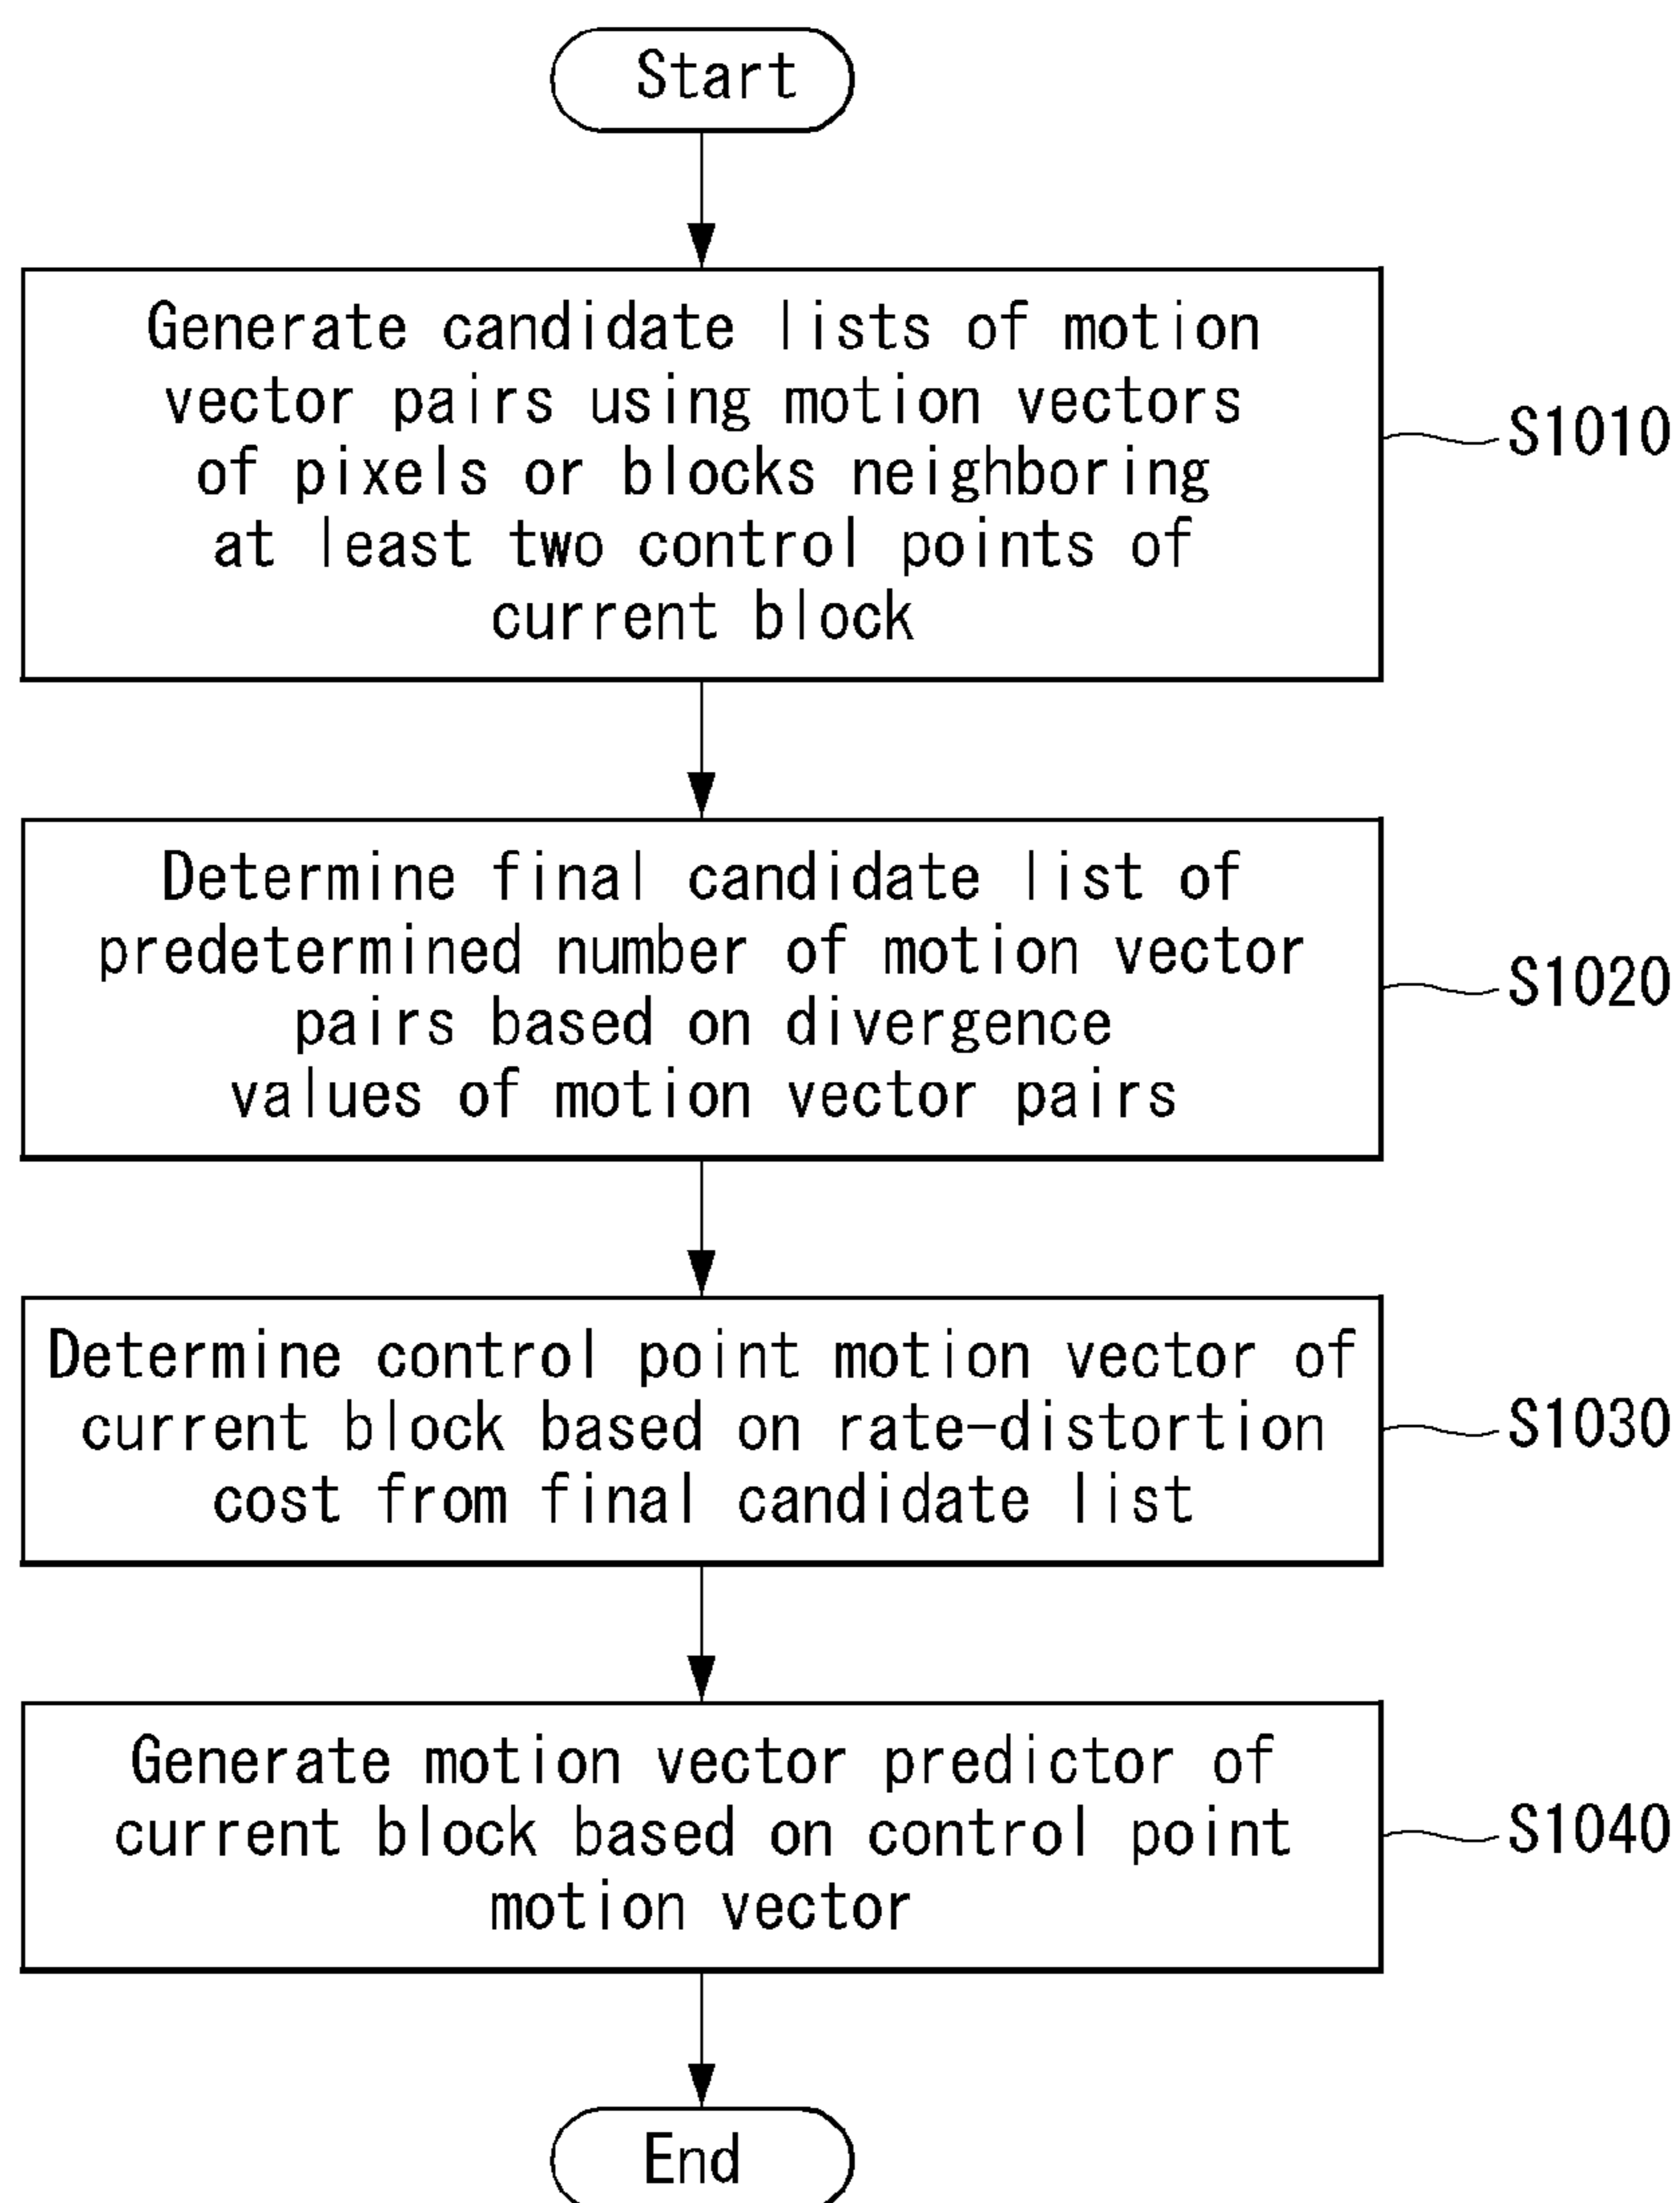 Start
Generate candidate lists of motion
vector pairs using motion vectors
of pixels or blocks neighboring
at least two control points of
current block
S1010
Determine final candidate list of
predetermined number of motion vector
pairs based on divergence
values of motion vector pairs
S1020
Determine control point motion vector of
current block based on rate-distortion
cost from final candidate list
S1030
Generate motion vector predictor of
current block based on control point
motion vector
S1040
End